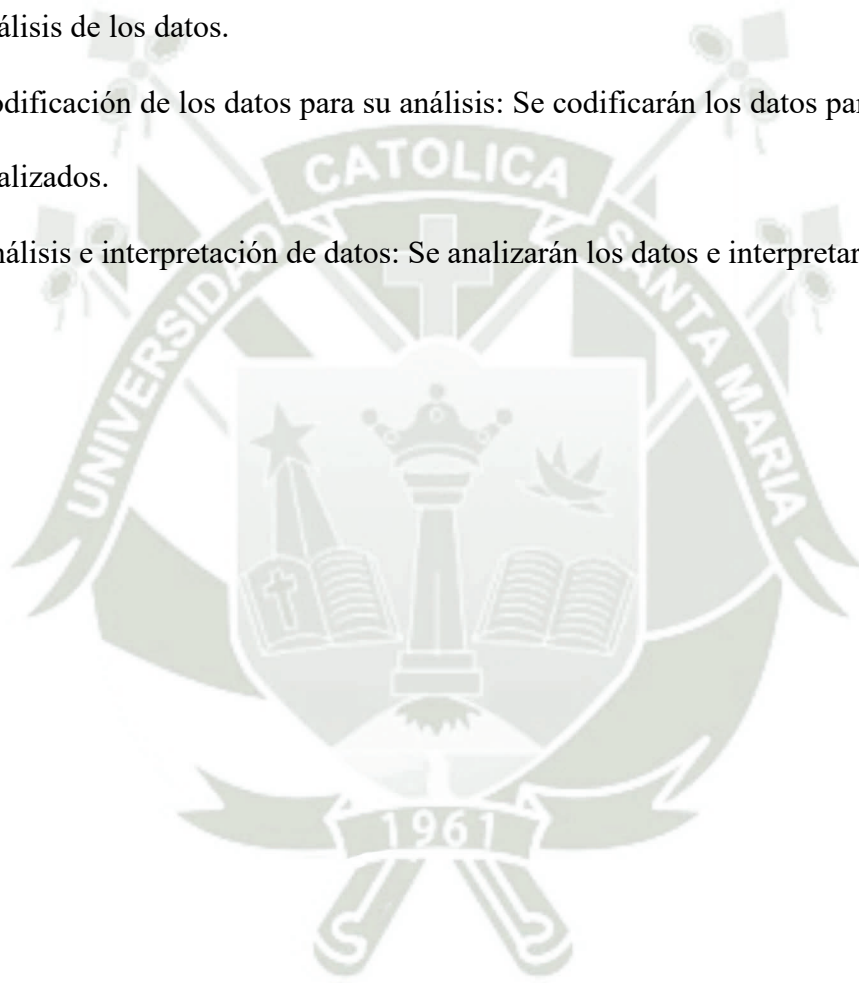 álisis de los datos.
odificación de los datos para su análisis: Se codificarán los datos par
alizados.
nálisis e interpretación de datos: Se analizarán los datos e interpretar
UNIVERSIDAD CATOLICA SANTA MARIA
1961